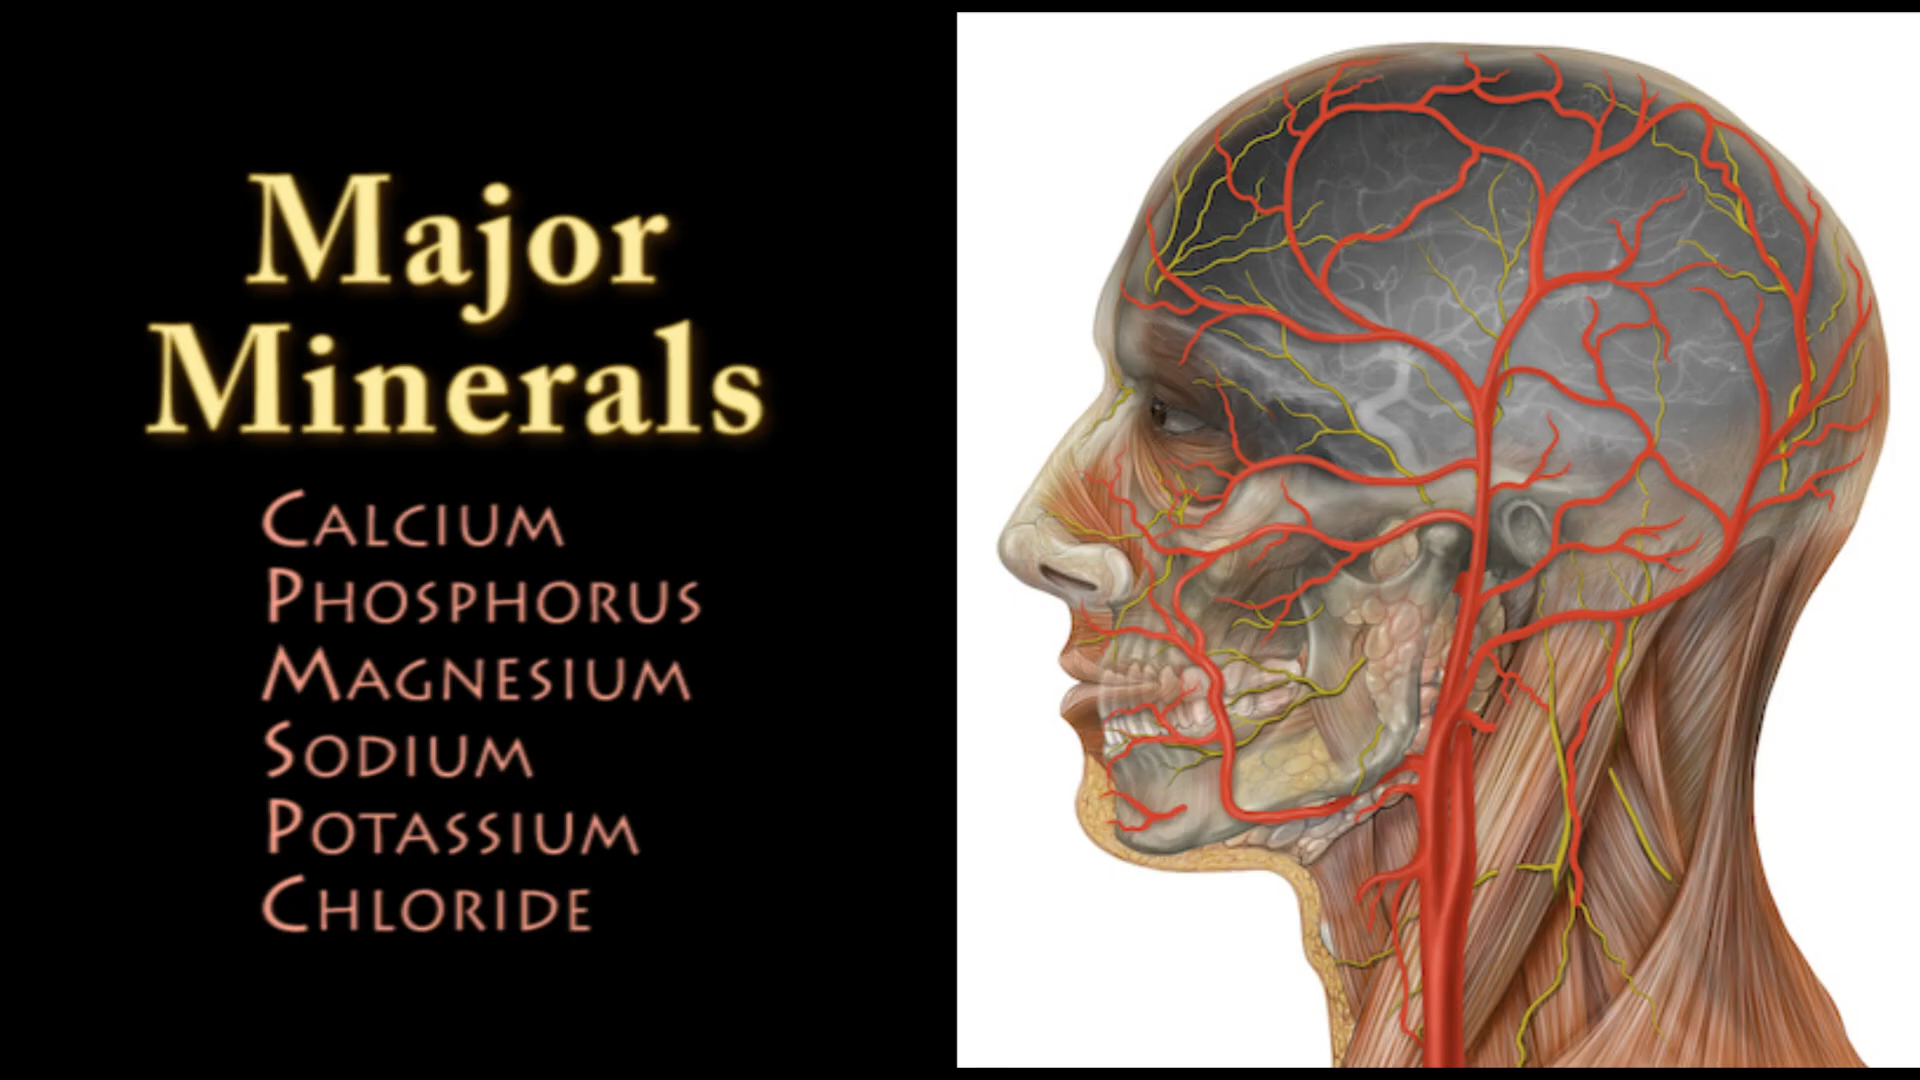 Major
Minerals
Calcium
Phosphorus
Magnesium
Sodium
Potassium
Chloride